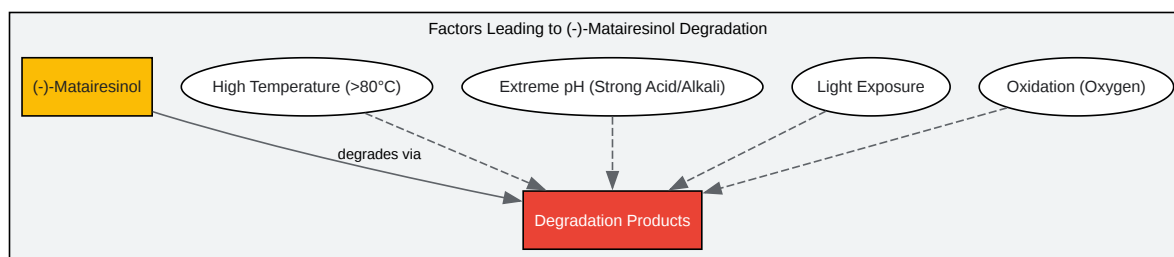 Factors Leading to (-)-Matairesinol Degradation
(-)-Matairesinol
High Temperature (>80°C)
Extreme pH (Strong Acid/Alkali)
Light Exposure
Oxidation (Oxygen)
degrades via
Degradation Products